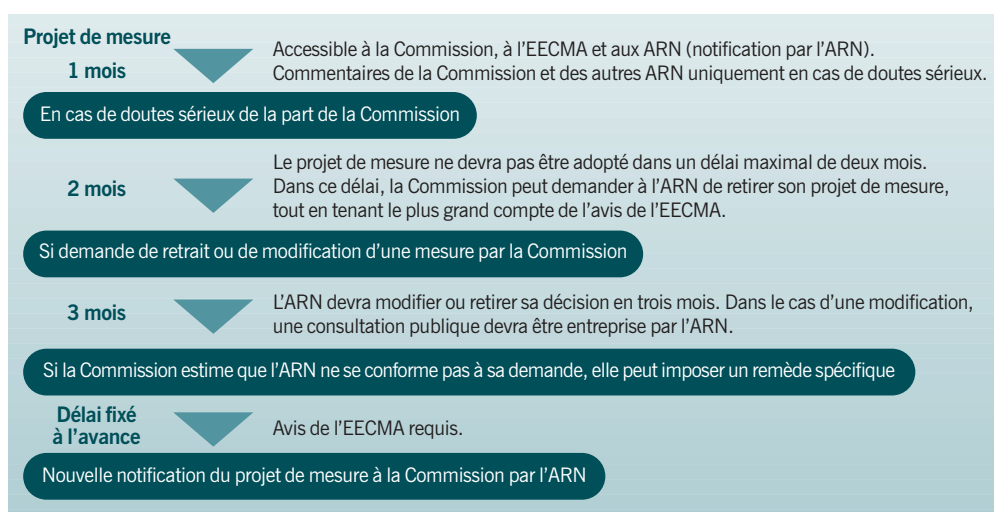 Projet de mesure
1 mois
Accessible à la Commission, à l'EECMA et aux ARN (notification par l'ARN).
Commentaires de la Commission et des autres ARN uniquement en cas de doutes sérieux.
En cas de doutes sérieux de la part de la Commission
2 mois
Le projet de mesure ne devra pas être adopté dans un délai maximal de deux mois.
Dans ce délai, la Commission peut demander à l'ARN de retirer son projet de mesure,
tout en tenant le plus grand compte de l'avis de l'EECMA.
Si demande de retrait ou de modification d'une mesure par la Commission
3 mois
L'ARN devra modifier ou retirer sa décision en trois mois. Dans le cas d'une modification,
une consultation publique devra être entreprise par l'ARN.
Si la Commission estime que l'ARN ne se conforme pas à sa demande, elle peut imposer un remède spécifique
Délai fixé
à l'avance
Avis de l'EECMA requis.
Nouvelle notification du projet de mesure à la Commission par l'ARN